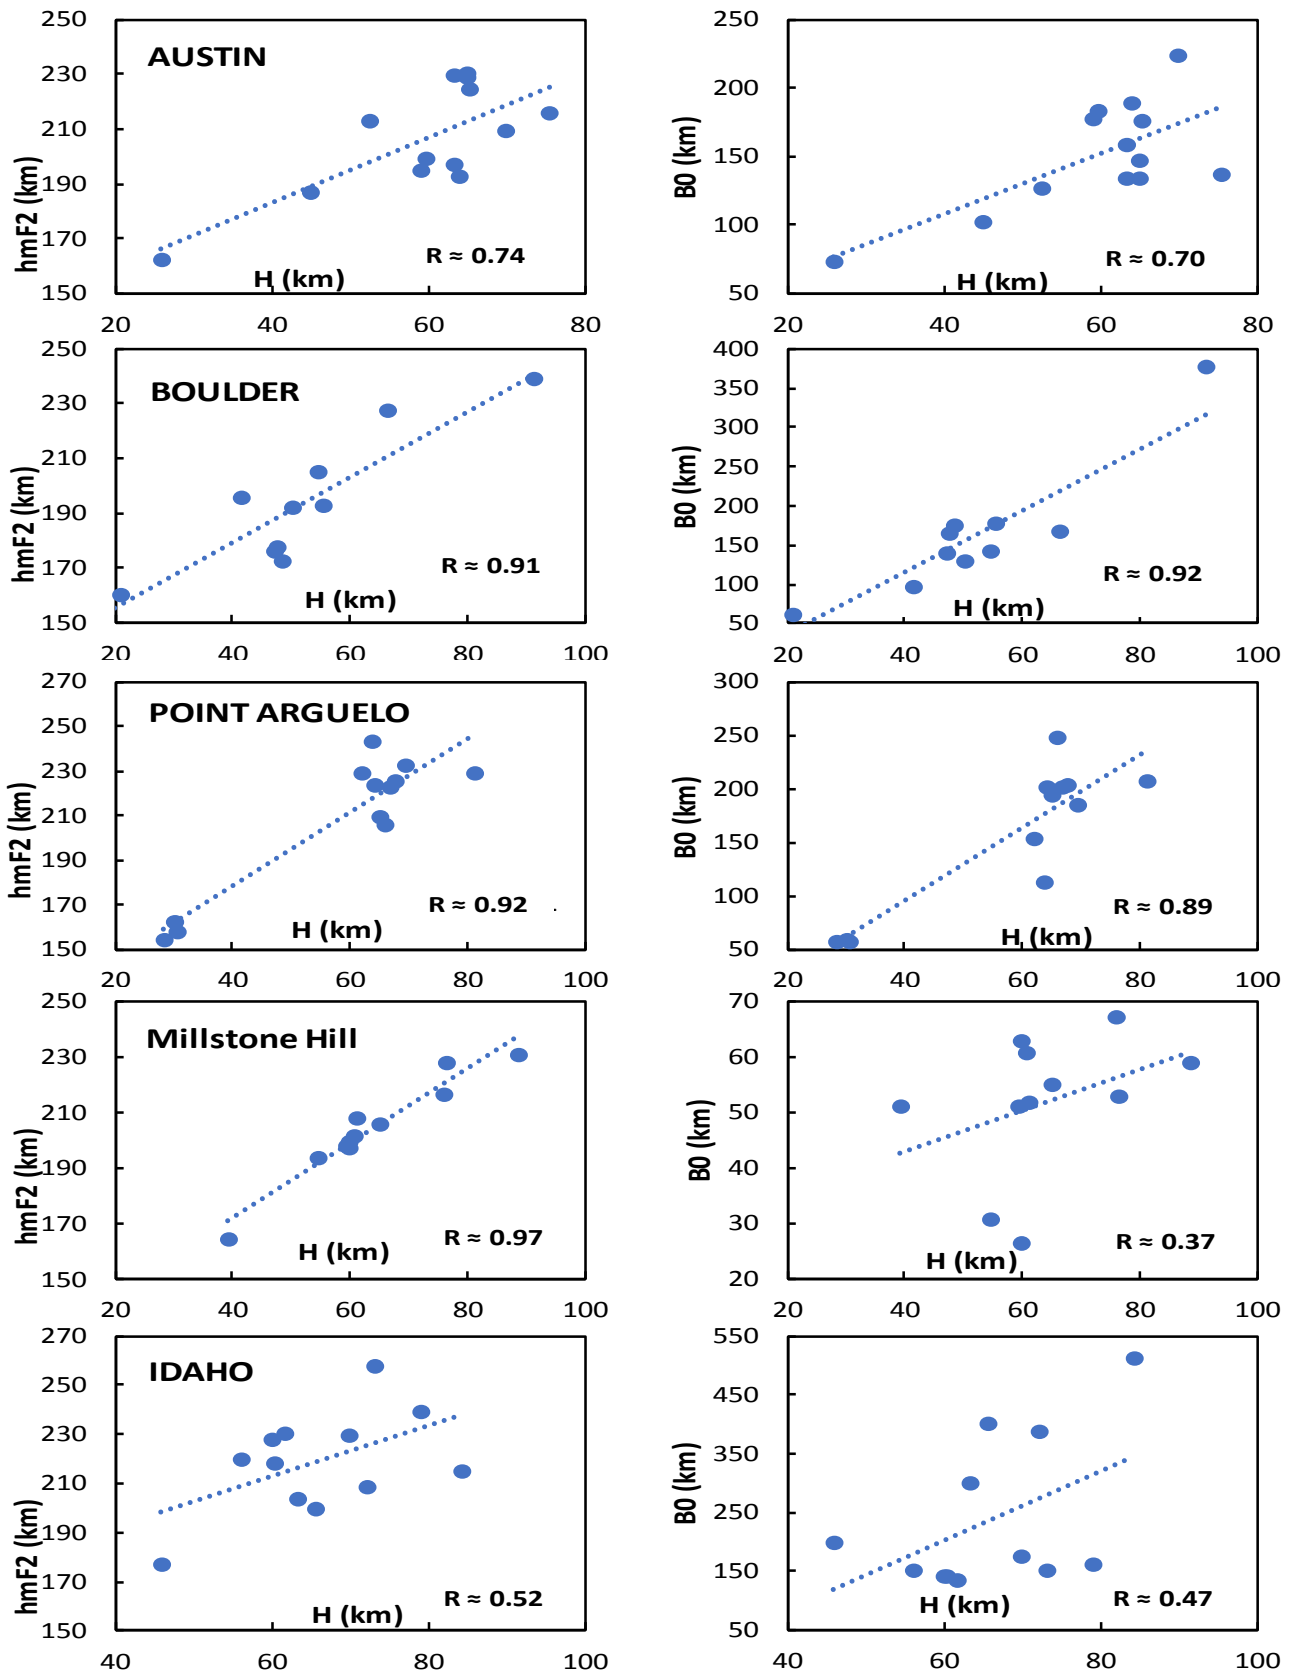 250
230
210
190
170
150
hmF2 (km)
AUSTIN
R ≈ 0.74
H (km)
20 40 60 80
200
150
100
50
B0 (km)
250
R ≈ 0.70
H (km)
20 40 60 80
250
230
210
190
170
150
hmF2 (km)
BOULDER
R ≈ 0.91
H (km)
20 40 60 80 100
400
350
300
250
200
150
100
50
B0 (km)
R ≈ 0.92
H (km)
20 40 60 80 100
270
250
230
210
190
170
150
hmF2 (km)
POINT ARGUELO
R ≈ 0.92
H (km)
20 40 60 80 100
300
250
200
150
100
50
B0 (km)
R ≈ 0.89
H (km)
20 40 60 80 100
250
230
210
190
170
150
hmF2 (km)
Millstone Hill
R ≈ 0.97
H (km)
20 40 60 80 100
70
60
50
40
30
20
B0 (km)
R ≈ 0.37
H (km)
20 40 60 80 100
270
250
230
210
190
170
150
hmF2 (km)
IDAHO
R ≈ 0.52
H (km)
40 60 80 100
550
450
350
250
150
50
B0 (km)
R ≈ 0.47
H (km)
40 60 80 100